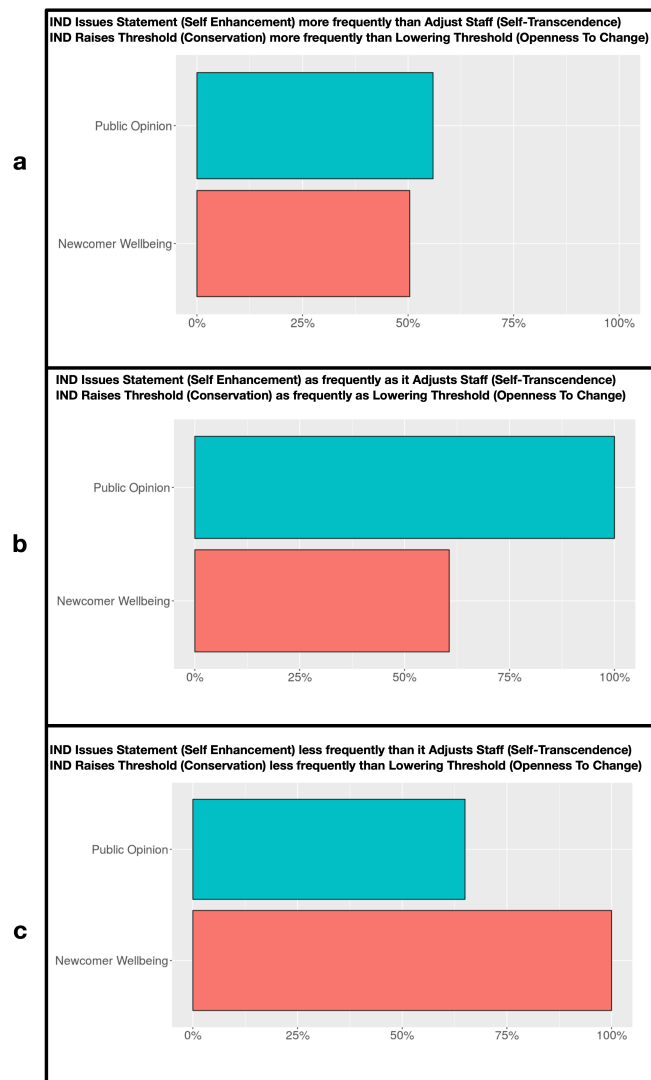 IND Issues Statement (Self Enhancement) more frequently than Adjust Staff (Self-Transcendence)
IND Raises Threshold (Conservation) more frequently than Lowering Threshold (Openness To Change)
a
Public Opinion
Newcomer Wellbeing
0% 25% 50% 75% 100%
IND Issues Statement (Self Enhancement) as frequently as it Adjusts Staff (Self-Transcendence)
IND Raises Threshold (Conservation) as frequently as Lowering Threshold (Openness To Change)
b
Public Opinion
Newcomer Wellbeing
0% 25% 50% 75% 100%
IND Issues Statement (Self Enhancement) less frequently than it Adjusts Staff (Self-Transcendence)
IND Raises Threshold (Conservation) less frequently than Lowering Threshold (Openness To Change)
c
Public Opinion
Newcomer Wellbeing
0% 25% 50% 75% 100%